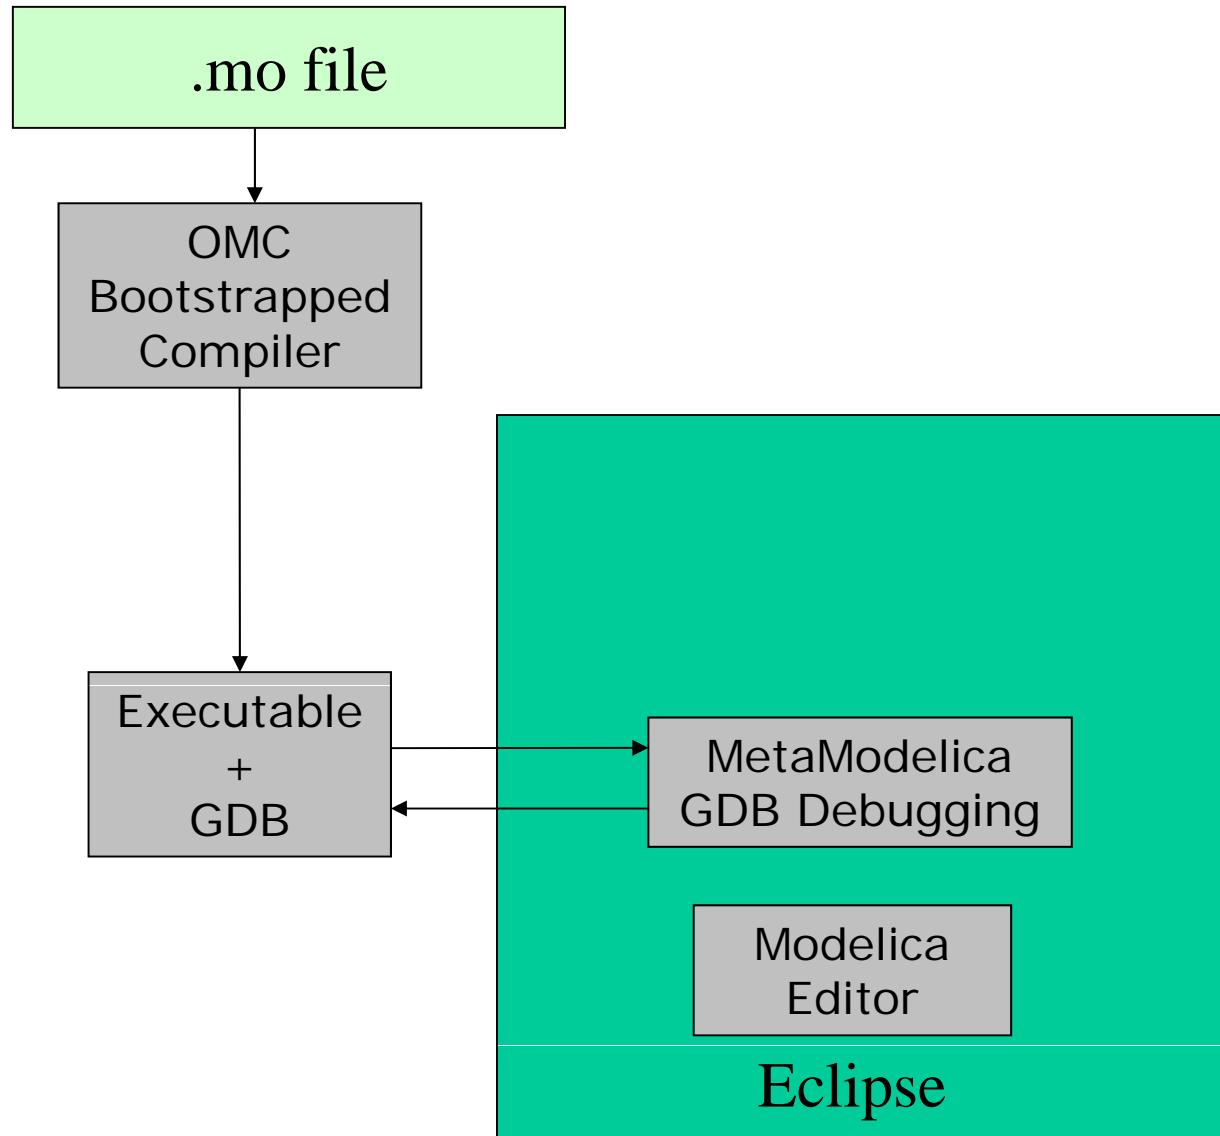 .mo file
OMC
Bootstrapped
Compiler
Executable
+
GDB
MetaModelica
GDB Debugging
Modelica
Editor
Eclipse